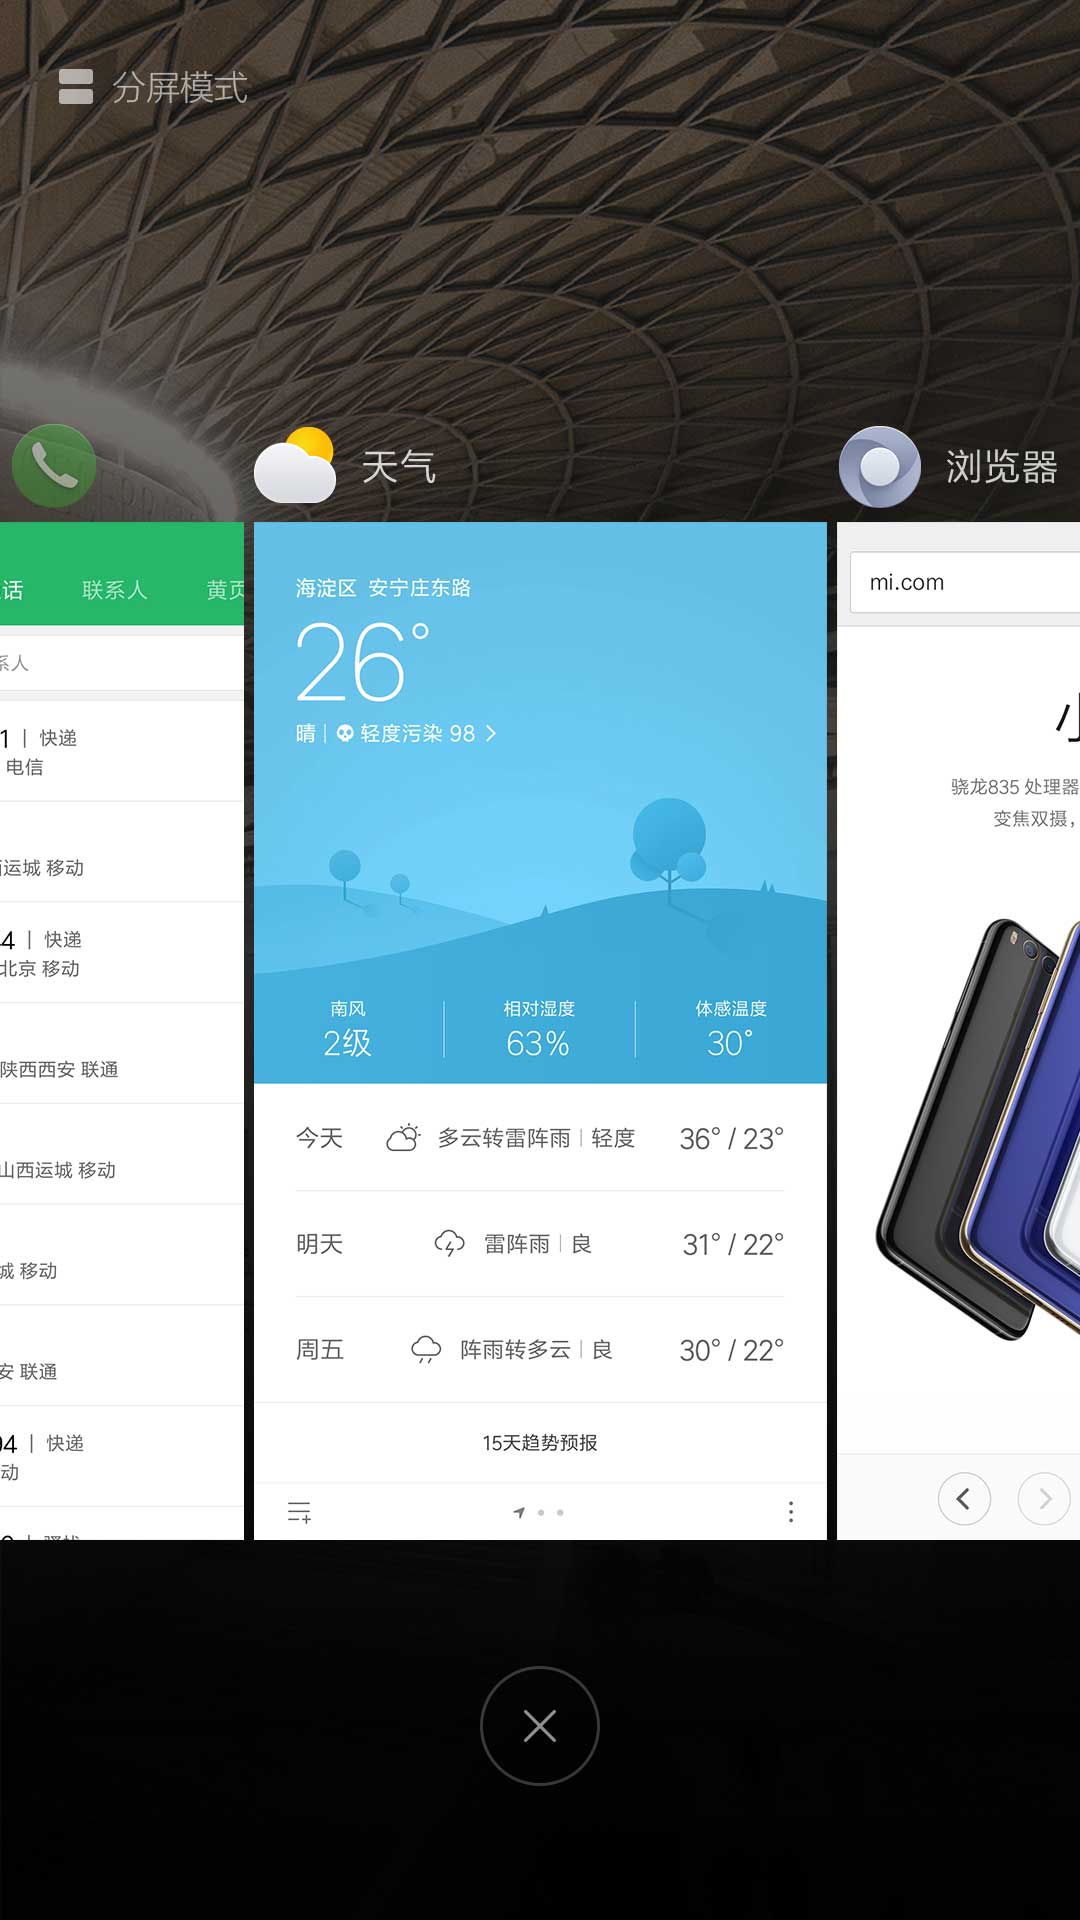 分屏模式
天气
浏览器
话 联系人 黄页
系人
1 | 快递
电信
运城 移动
4 | 快递
北京 移动
陕西西安 联通
山西运城 移动
城 移动
安 联通
94 | 快递
动
海淀区 安宁庄东路
26°
晴 | 轻度污染 98
南风 相对湿度 体感温度
2级 63% 30°
今天 多云转雷阵雨 | 轻度 36° / 23°
明天 雷阵雨 | 良 31° / 22°
周五 阵雨转多云 | 良 30° / 22°
15天趋势预报
mi.com
小
骁龙835 处理器
变焦双摄，